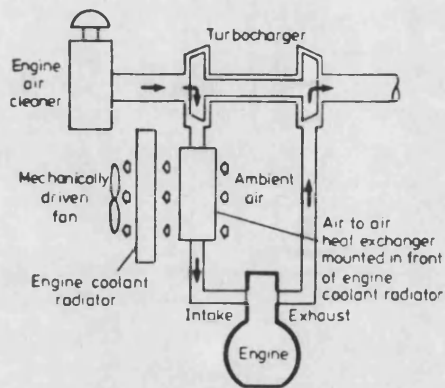 Turbocharger
Engine
air
cleaner
Mechanically
driven
fan
Ambient
air
Air to air
heat exchanger
mounted in front
of engine
coolant radiator
Engine coolant
radiator
Intake
Exhaust
Engine